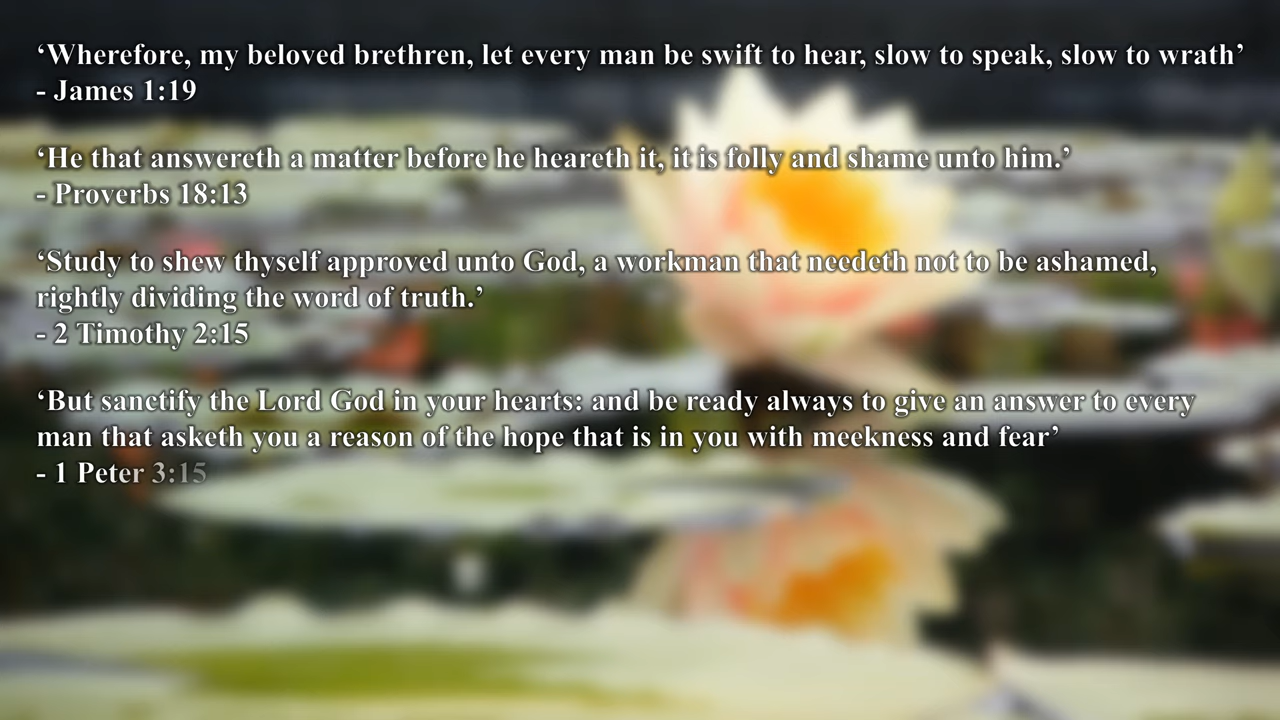 ‘Wherefore, my beloved brethren, let every man be swift to hear, slow to speak, slow to wrath’
- James 1:19
‘He that answereth a matter before he heareth it, it is folly and shame unto him.’
- Proverbs 18:13
‘Study to shew thyself approved unto God, a workman that needeth not to be ashamed,
rightly dividing the word of truth.’
- 2 Timothy 2:15
‘But sanctify the Lord God in your hearts: and be ready always to give an answer to every
man that asketh you a reason of the hope that is in you with meekness and fear’
- 1 Peter 3:15